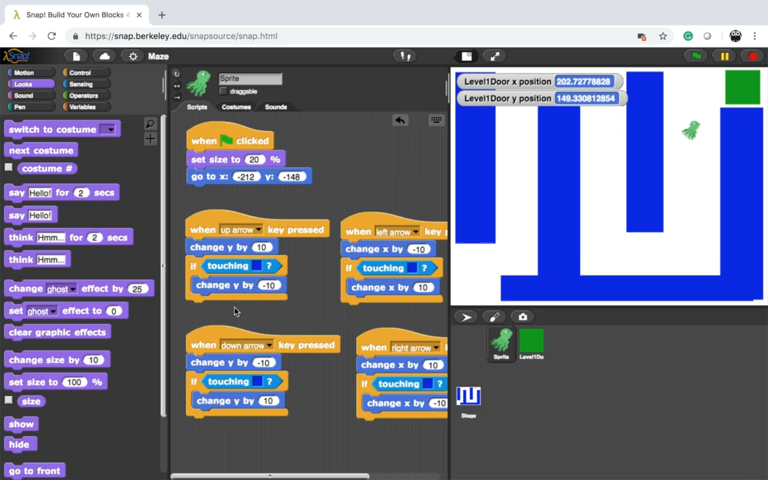 Snap! Build Your Own Blocks 4
https://snap.berkeley.edu/snapsource/snap.html
Snap!
Maze
Motion
Control
Looks
Sensing
Sound
Operators
Pen
Variables
switch to costume
next costume
costume #
say Hello! for 2 secs
say Hello!
think Hmm... for 2 secs
think Hmm...
change ghost effect by 25
set ghost effect to 0
clear graphic effects
change size by 10
set size to 100 %
size
show
hide
go to front
Sprite
draggable
Scripts
Costumes
Sounds
when clicked
set size to 20 %
go to x: -212 y: -148
when up arrow key pressed
change y by 10
if touching ?
change y by -10
when left arrow key
change x by -10
if touching ?
change x by 10
when down arrow key pressed
change y by -10
if touching ?
change y by 10
when right arrow
change x by 10
if touching ?
change x by -10
Level1Door x position 202.72778828
Level1Door y position 149.330812854
Sprite
Level1Do
Stage